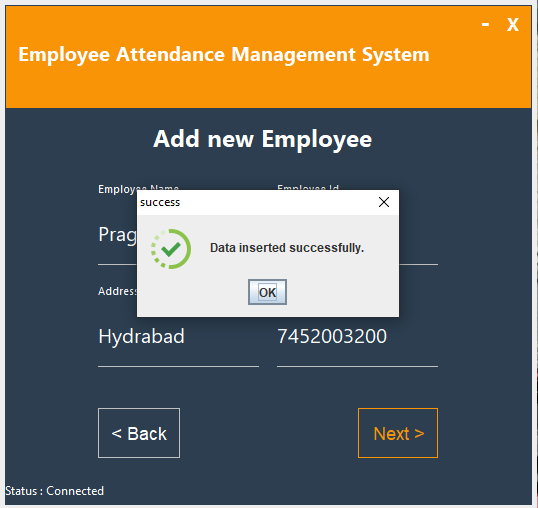 - X
Employee Attendance Management System
Add new Employee
Employee Name Employee Id
success
Prag
Data inserted successfully.
Address
OK
Hydrabad 7452003200
< Back Next >
Status : Connected